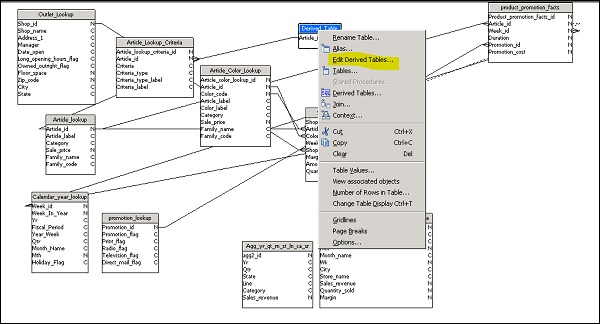 Outlet_Lookup
Shop_id N
Shop_name C
Address_1 C
Manager C
Date_open D
Long_opening_hours_flag C
Owned_outright_flag C
Floor_space N
Zip_code C
City C
State C
Article_Lookup_Criteria
Article_lookup_criteria_id N
Article_id N
Criteria C
Criteria_type C
Criteria_type_label C
Criteria_label C
Article_Color_Lookup
Article_color_lookup_id N
Article_id N
Color_code N
Article_label C
Color_label C
Category C
Sale_price N
Family_name C
Family_code C
Derived_Table
Article_id
product_promotion_facts
Product_promotion_facts_id N
Article_id N
Week_id N
Duration N
Promotion_id N
Promotion_cost N
Article_lookup
Article_id N
Article_label C
Category C
Sale_price N
Family_name C
Family_code C
Calendar_year_lookup
Week_id N
Week_In_Year N
Yr C
Fiscal_Period C
Year_Week C
Qtr C
Month_Name C
Mth N
Holiday_Flag C
promotion_lookup
Promotion_id N
Promotion_flag C
Print_flag C
Radio_flag C
Television_flag C
Direct_mail_flag C
Rename Table...
Alias...
Edit Derived Tables...
Tables...
Stored Procedures
Derived Tables...
Join...
Context...
Cut Ctrl+X
Copy Ctrl+C
Clear Del
Table Values...
View associated objects
Number of Rows in Table...
Change Table Display Ctrl+T
Gridlines
Page Breaks
Options...
Agg_yr_qt_m_st_ln_ca_sr
agg2_id N
Yr C
Qtr C
State C
Line C
Category C
Sales_revenue N
Month_name C
Wk N
City C
Store_name C
Sales_revenue N
Quantity_sold N
Margin N